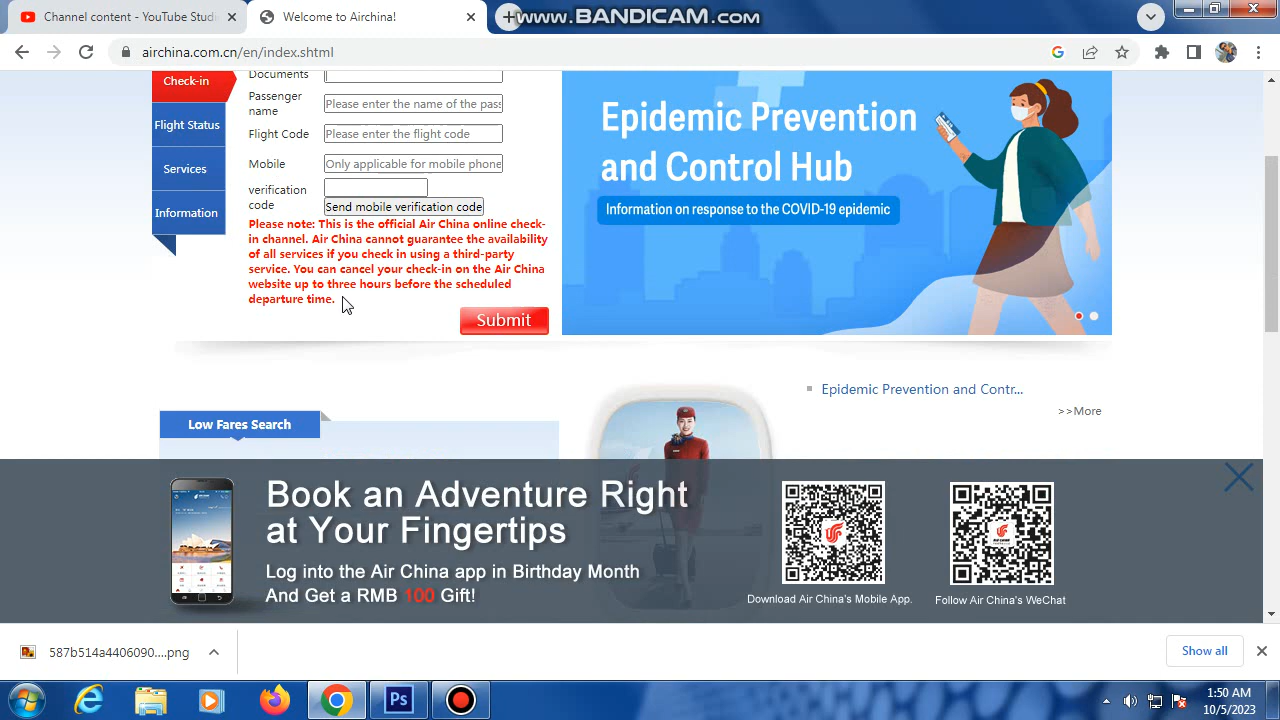 Channel content - YouTube Stud
Welcome to Airchina!
www.BANDICAM.com
airchina.com.cn/en/index.shtml
Check-in
Flight Status
Services
Information
Documents
Passenger name
Please enter the name of the pass
Flight Code
Please enter the flight code
Mobile
Only applicable for mobile phone
verification code
Send mobile verification code
Please note: This is the official Air China online check-
in channel. Air China cannot guarantee the availability
of all services if you check in using a third-party
service. You can cancel your check-in on the Air China
website up to three hours before the scheduled
departure time.
Submit
Epidemic Prevention
and Control Hub
Information on response to the COVID-19 epidemic
Epidemic Prevention and Contr...
>>More
Low Fares Search
Book an Adventure Right
at Your Fingertips
Log into the Air China app in Birthday Month
And Get a RMB 100 Gift!
Download Air China's Mobile App.
Follow Air China's WeChat
587b514a4406090....png
Show all
Ps
1:50 AM
10/5/2023